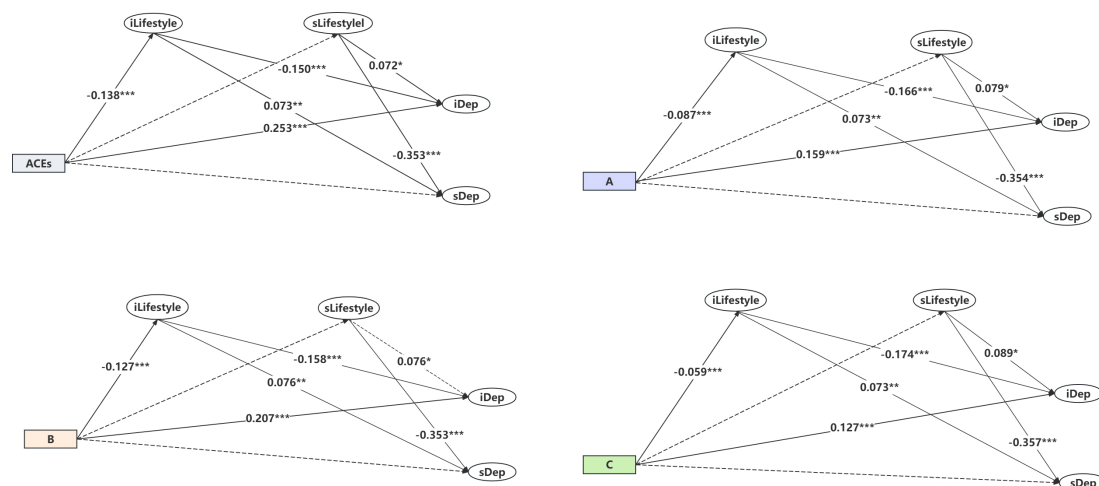 iLifestyle
sLifestylel
-0.150***
0.072*
-0.138***
0.073**
iDep
0.253***
-0.353***
ACEs
sDep
iLifestyle
sLifestyle
-0.166***
0.079*
-0.087***
0.073**
iDep
0.159***
-0.354***
A
sDep
iLifestyle
sLifestyle
-0.158***
0.076*
-0.127***
0.076**
iDep
0.207***
-0.353***
B
sDep
iLifestyle
sLifestyle
-0.174***
0.089*
-0.059***
0.073**
iDep
0.127***
-0.357***
C
sDep